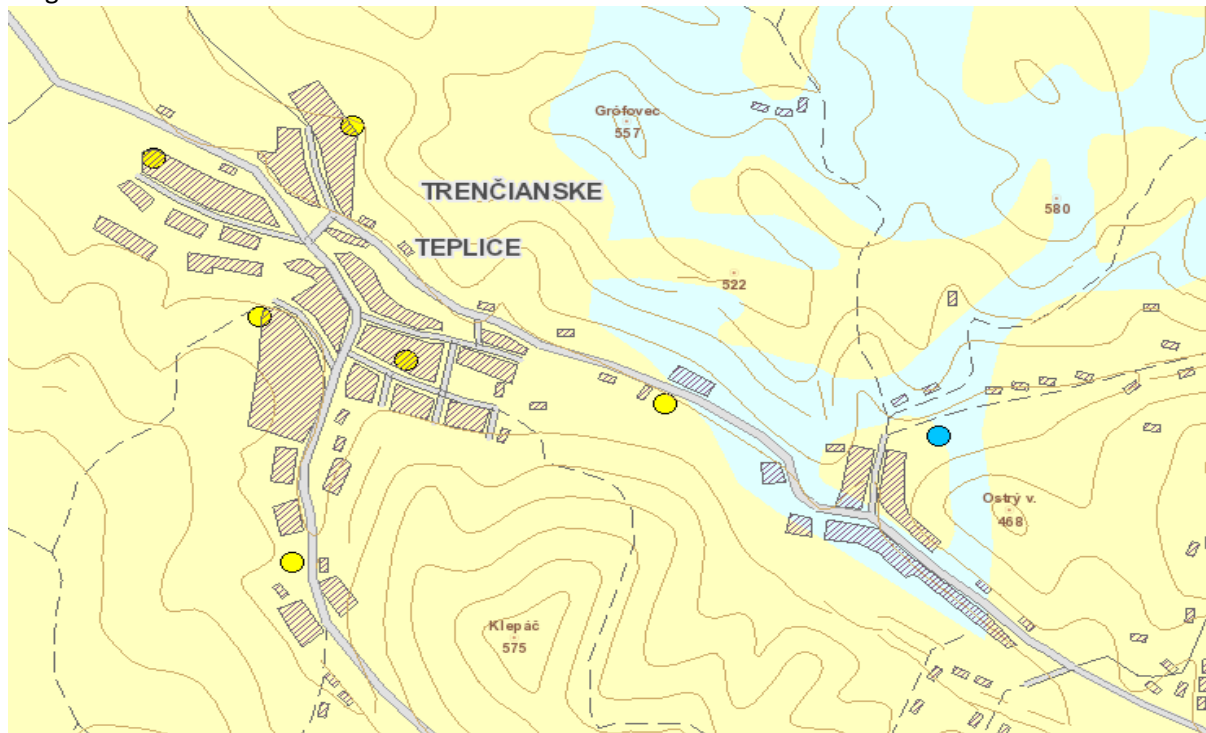 Grófovec
557
TRENČIANSKE
580
TEPLICE
522
Ostrý v.
468
Klepáč
575